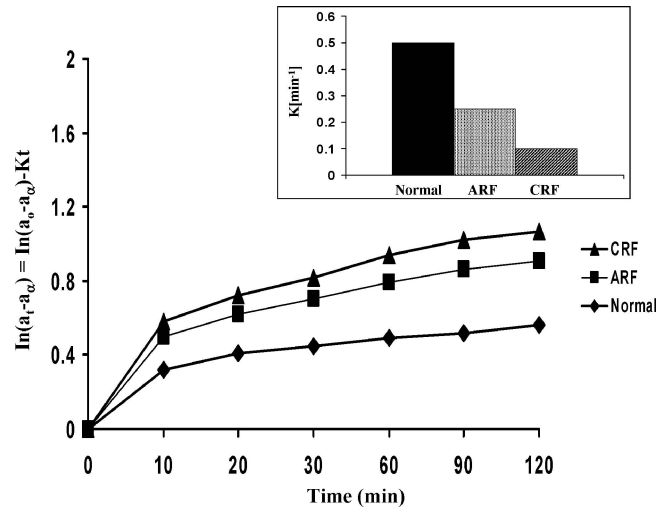 0.6
0.5
0.4
0.3
0.2
0.1
0
K[min⁻¹]
Normal ARF CRF
2
1.6
1.2
0.8
0.4
0
In(aₜ-aα) = In(aₒ-aα)-Kt
CRF
ARF
Normal
0 10 20 30 60 90 120
Time (min)